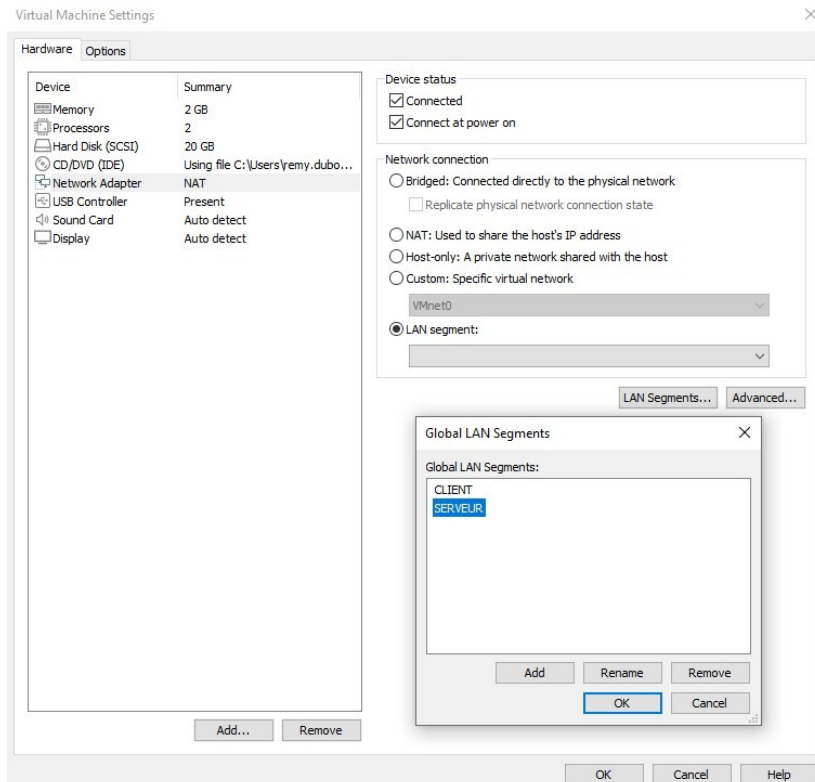 Virtual Machine Settings
Hardware Options
Device Summary
Memory 2 GB
Processors 2
Hard Disk (SCSI) 20 GB
CD/DVD (IDE) Using file C:\Users\remy.dubo...
Network Adapter NAT
USB Controller Present
Sound Card Auto detect
Display Auto detect
Add... Remove
Device status
Connected
Connect at power on
Network connection
Bridged: Connected directly to the physical network
Replicate physical network connection state
NAT: Used to share the host's IP address
Host-only: A private network shared with the host
Custom: Specific virtual network
VMnet0
LAN segment:
LAN Segments... Advanced...
Global LAN Segments
Global LAN Segments:
CLIENT
SERVEUR
Add Rename Remove
OK Cancel
OK Cancel Help